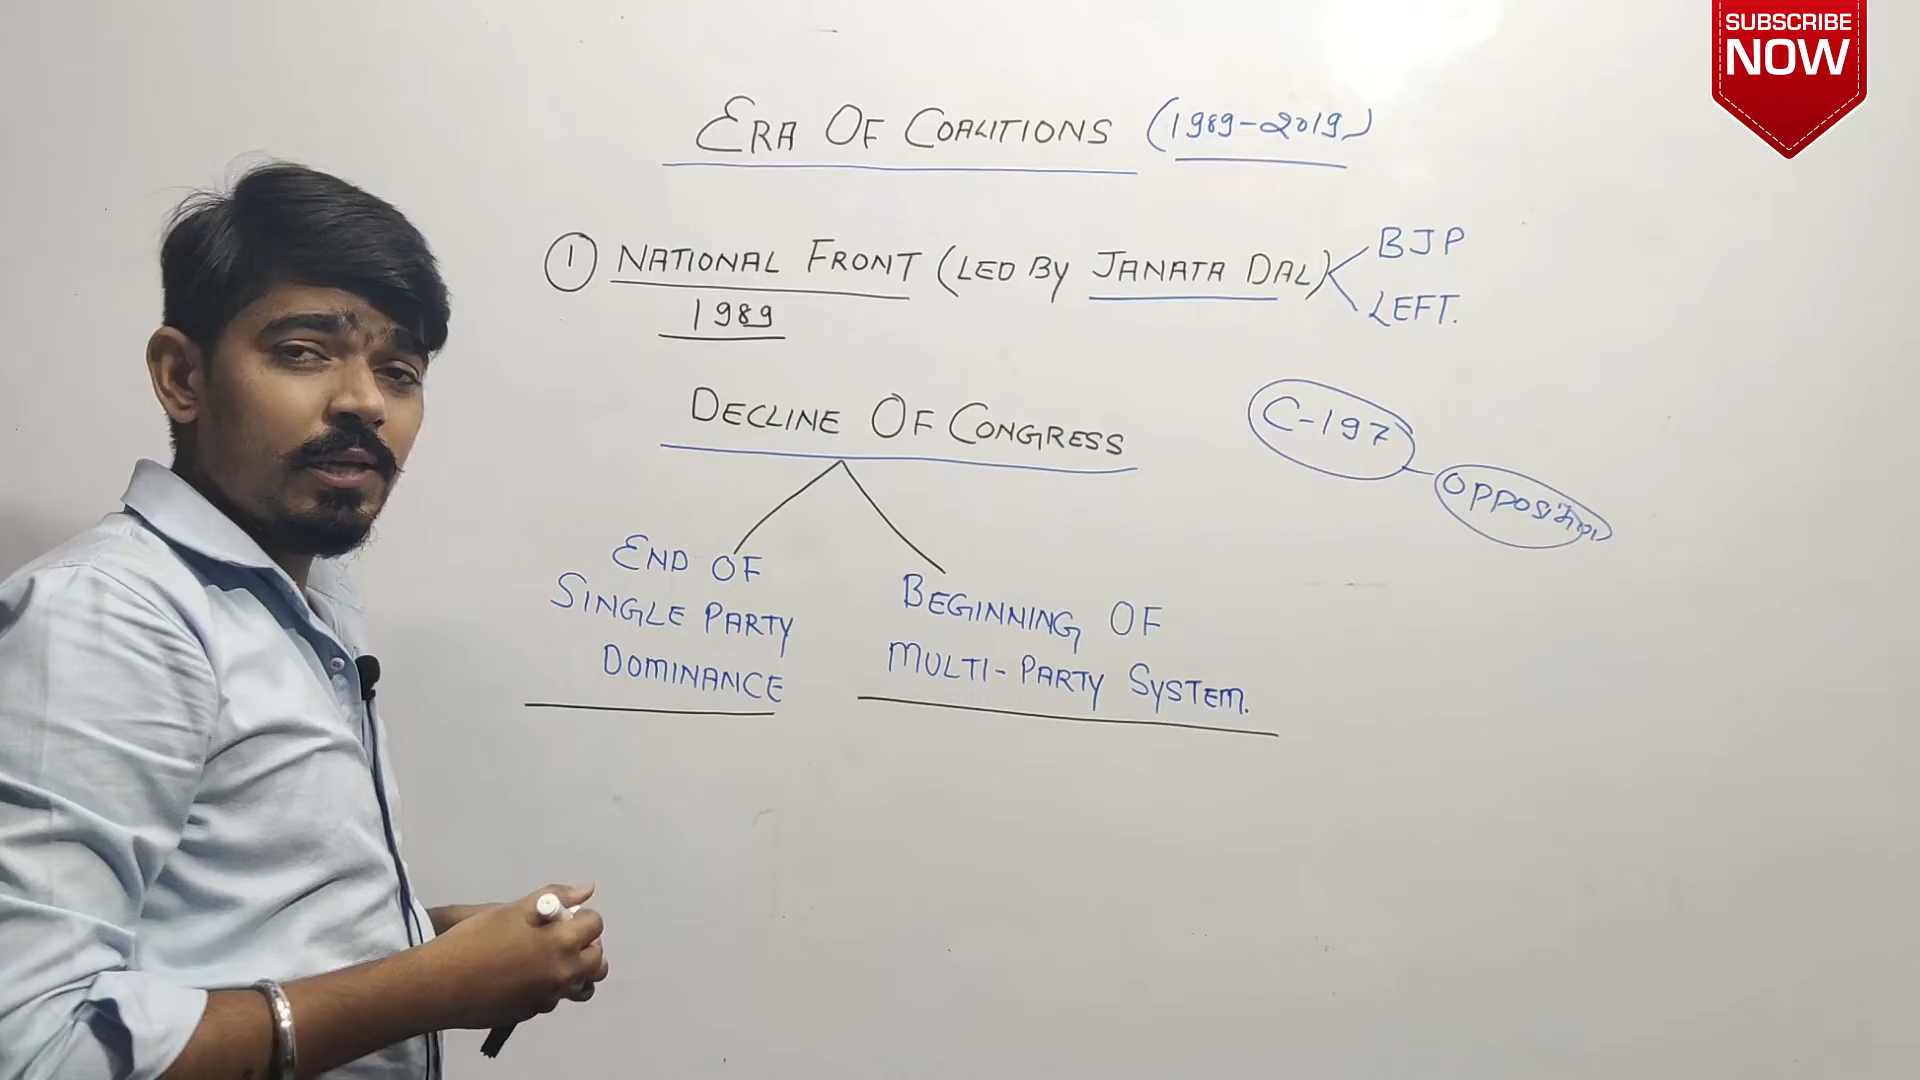 SUBSCRIBE
NOW
ERA OF COALITIONS (1989-2019)
① NATIONAL FRONT (LED BY JANATA DAL)
BJP
LEFT.
1989
DECLINE OF CONGRESS
C-197
OPPOSITION
END OF
SINGLE PARTY
DOMINANCE
BEGINNING OF
MULTI-PARTY SYSTEM.